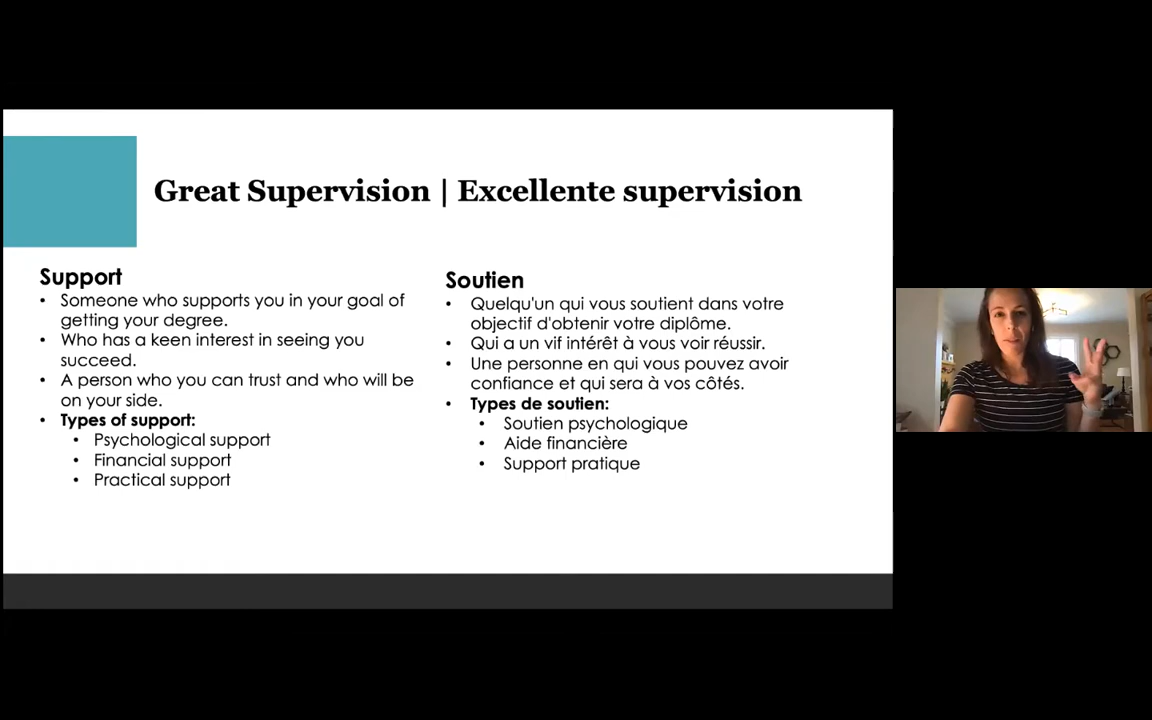 Great Supervision | Excellente supervision
Support
• Someone who supports you in your goal of
getting your degree.
• Who has a keen interest in seeing you
succeed.
• A person who you can trust and who will be
on your side.
• Types of support:
• Psychological support
• Financial support
• Practical support
Soutien
• Quelqu'un qui vous soutient dans votre
objectif d'obtenir votre diplôme.
• Qui a un vif intérêt à vous voir réussir.
• Une personne en qui vous pouvez avoir
confiance et qui sera à vos côtés.
• Types de soutien:
• Soutien psychologique
• Aide financière
• Support pratique